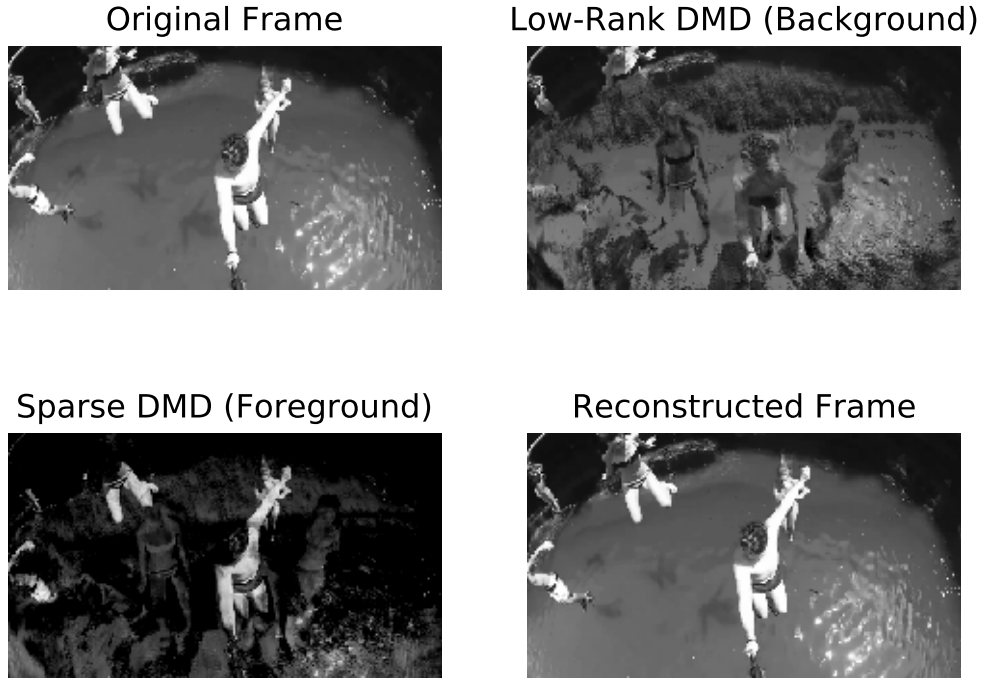 Original Frame
Low-Rank DMD (Background)
Sparse DMD (Foreground)
Reconstructed Frame